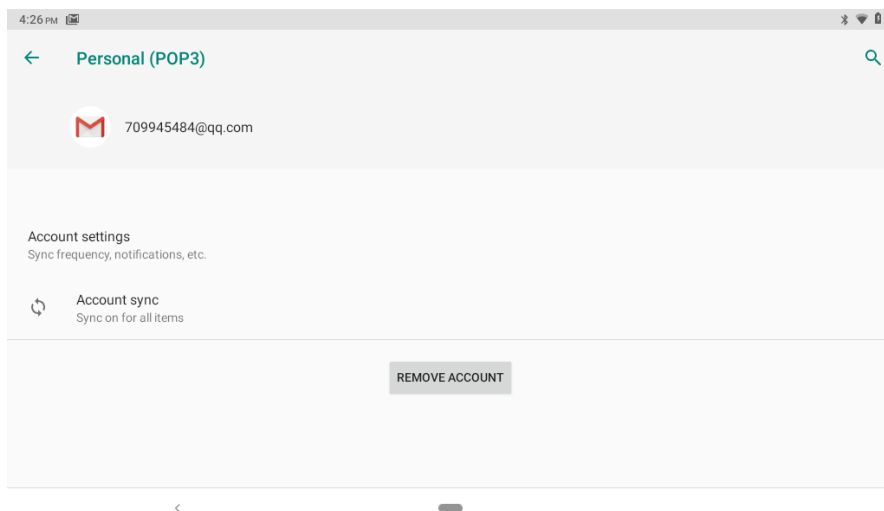 4:26 PM
Personal (POP3)
709945484@qq.com
Account settings
Sync frequency, notifications, etc.
Account sync
Sync on for all items
REMOVE ACCOUNT